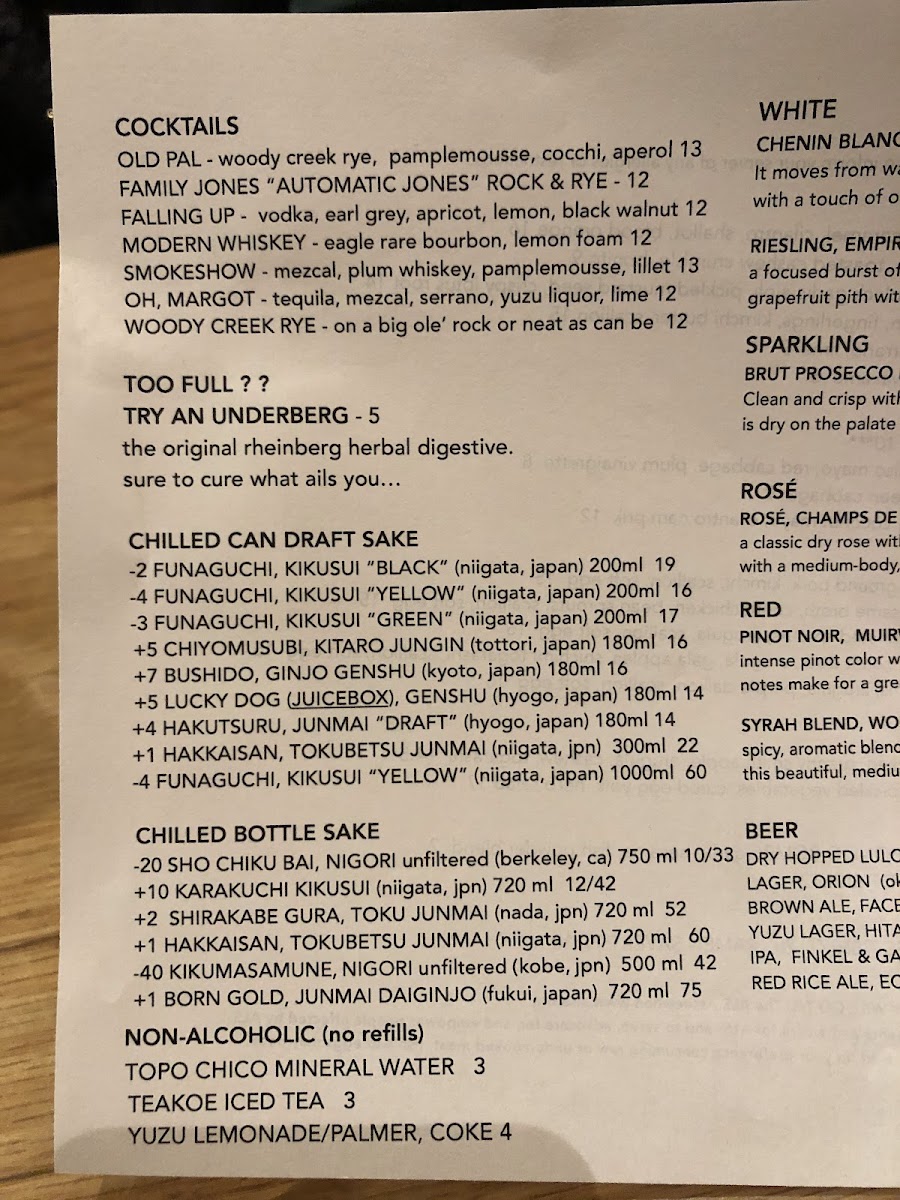 COCKTAILS
OLD PAL - woody creek rye, pamplemousse, cocchi, aperol 13
FAMILY JONES "AUTOMATIC JONES" ROCK & RYE - 12
FALLING UP - vodka, earl grey, apricot, lemon, black walnut 12
MODERN WHISKEY - eagle rare bourbon, lemon foam 12
SMOKESHOW - mezcal, plum whiskey, pamplemousse, lillet 13
OH, MARGOT - tequila, mezcal, serrano, yuzu liquor, lime 12
WOODY CREEK RYE - on a big ole' rock or neat as can be 12
TOO FULL ? ?
TRY AN UNDERBERG - 5
the original rheinberg herbal digestive.
sure to cure what ails you...
CHILLED CAN DRAFT SAKE
-2 FUNAGUCHI, KIKUSUI "BLACK" (niigata, japan) 200ml 19
-4 FUNAGUCHI, KIKUSUI "YELLOW" (niigata, japan) 200ml 16
-3 FUNAGUCHI, KIKUSUI "GREEN" (niigata, japan) 200ml 17
+5 CHIYOMUSUBI, KITARO JUNGIN (tottori, japan) 180ml 16
+7 BUSHIDO, GINJO GENSHU (kyoto, japan) 180ml 16
+5 LUCKY DOG (JUICEBOX), GENSHU (hyogo, japan) 180ml 14
+4 HAKUTSURU, JUNMAI "DRAFT" (hyogo, japan) 180ml 14
+1 HAKKAISAN, TOKUBETSU JUNMAI (niigata, jpn) 300ml 22
-4 FUNAGUCHI, KIKUSUI "YELLOW" (niigata, japan) 1000ml 60
CHILLED BOTTLE SAKE
-20 SHO CHIKU BAI, NIGORI unfiltered (berkeley, ca) 750 ml 10/33
+10 KARAKUCHI KIKUSUI (niigata, jpn) 720 ml 12/42
+2 SHIRAKABE GURA, TOKU JUNMAI (nada, jpn) 720 ml 52
+1 HAKKAISAN, TOKUBETSU JUNMAI (niigata, jpn) 720 ml 60
-40 KIKUMASAMUNE, NIGORI unfiltered (kobe, jpn) 500 ml 42
+1 BORN GOLD, JUNMAI DAIGINJO (fukui, japan) 720 ml 75
NON-ALCOHOLIC (no refills)
TOPO CHICO MINERAL WATER 3
TEAKOE ICED TEA 3
YUZU LEMONADE/PALMER, COKE 4
WHITE
CHENIN BLANC
It moves from
with a touch of
RIESLING,
a focused burst of
grapefruit pith
SPARKLING
BRUT PROSECCO
Clean and crisp
is dry on the palate
ROSÉ
ROSÉ, CHAMPS DE
a classic dry rose
with a medium-body,
RED
PINOT NOIR,
intense pinot color
notes make for a
SYRAH BLEND,
spicy, aromatic
this beautiful,
BEER
DRY HOPPED
LAGER, ORION
BROWN ALE,
YUZU LAGER,
IPA, FINKEL &
RED RICE ALE,